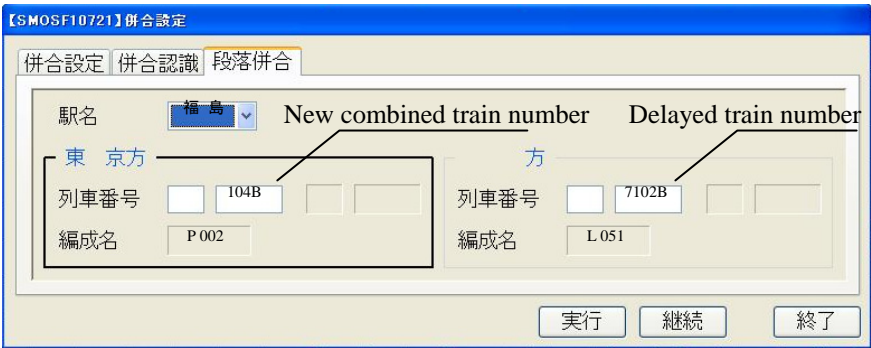 【SMOSF10721】併合設定
併合設定 併合認識 段落併合
駅名 福 島 New combined train number Delayed train number
東 京方 方
列車番号 104B 列車番号 7102B
編成名 P 002 編成名 L 051
実行 継続 終了